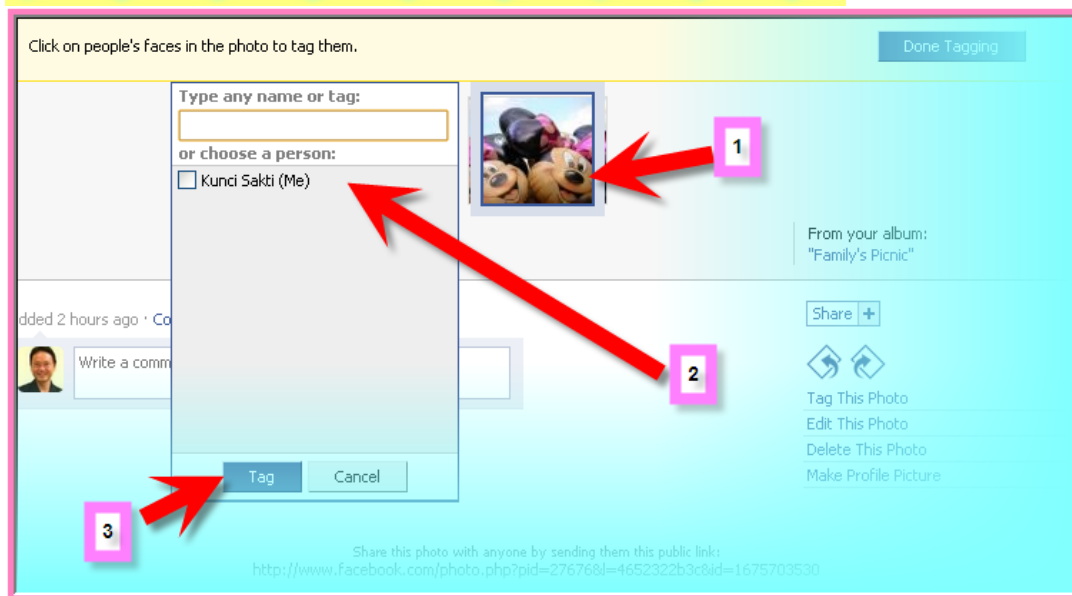 Click on people's faces in the photo to tag them.
Done Tagging
Type any name or tag:
or choose a person:
Kunci Sakti (Me)
1
From your album:
"Family's Picnic"
dded 2 hours ago · Co
Share +
Write a comm
2
Tag This Photo
Edit This Photo
Delete This Photo
Make Profile Picture
Tag
Cancel
3
Share this photo with anyone by sending them this public link:
http://www.facebook.com/photo.php?pid=27676&l=4652322b3c&id=1675703530